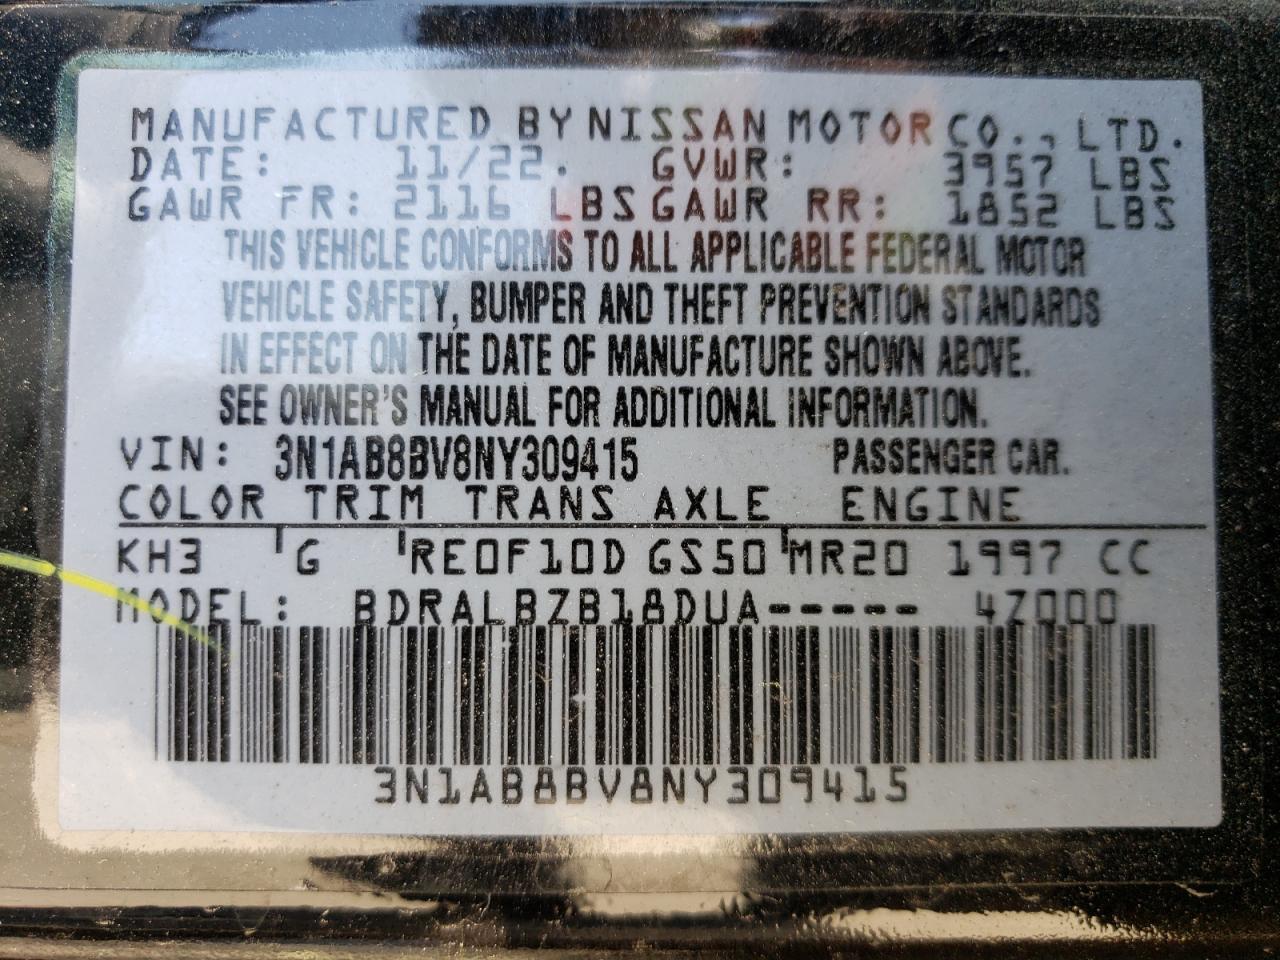 MANUFACTURED BY NISSAN MOTOR CO., LTD.
DATE: 11/22. GVWR: 3957 LBS
GAWR FR: 2116 LBS GAWR RR: 1852 LBS
THIS VEHICLE CONFORMS TO ALL APPLICABLE FEDERAL MOTOR
VEHICLE SAFETY, BUMPER AND THEFT PREVENTION STANDARDS
IN EFFECT ON THE DATE OF MANUFACTURE SHOWN ABOVE.
SEE OWNER'S MANUAL FOR ADDITIONAL INFORMATION.
VIN: 3N1AB8BV8NY309415 PASSENGER CAR.
COLOR TRIM TRANS AXLE ENGINE
KH3 G RE0F10D GS50 MR20 1997 CC
MODEL: BDRALBZB18DUA----- 4Z000
3N1AB8BV8NY309415